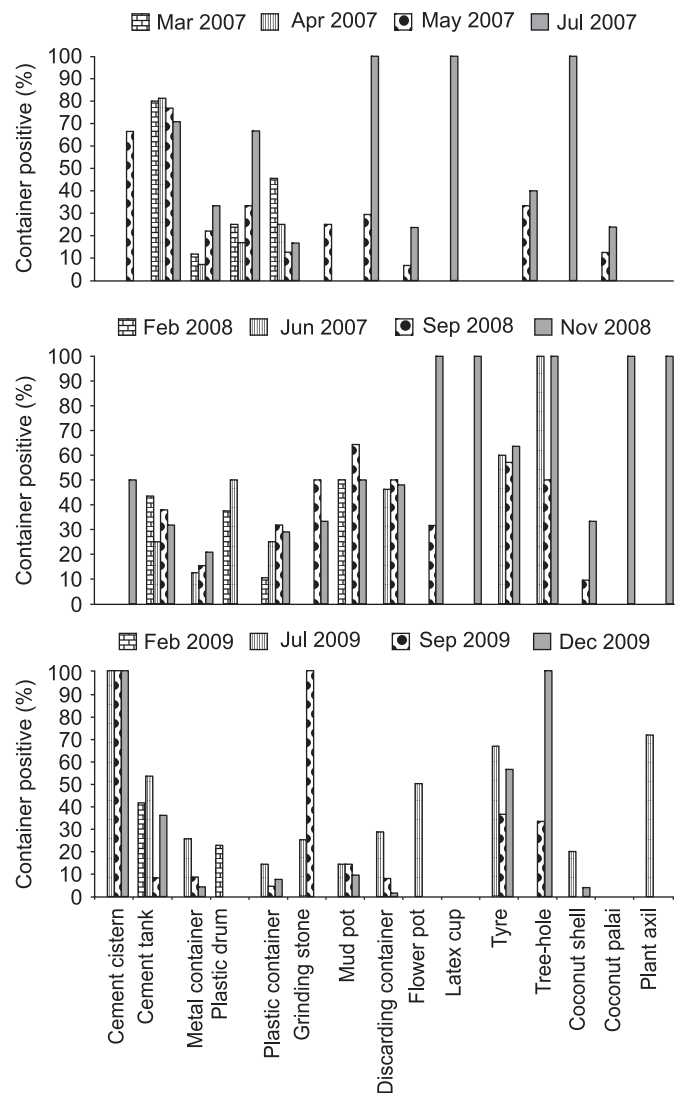 Mar 2007 Apr 2007 May 2007 Jul 2007
Container positive (%)
100
90
80
70
60
50
40
30
20
10
0
Feb 2008 Jun 2007 Sep 2008 Nov 2008
Container positive (%)
100
90
80
70
60
50
40
30
20
10
0
Feb 2009 Jul 2009 Sep 2009 Dec 2009
Container positive (%)
100
90
80
70
60
50
40
30
20
10
0
Cement cistern
Cement tank
Metal container
Plastic drum
Plastic container
Grinding stone
Mud pot
Discarding container
Flower pot
Latex cup
Tyre
Tree-hole
Coconut shell
Coconut palai
Plant axil